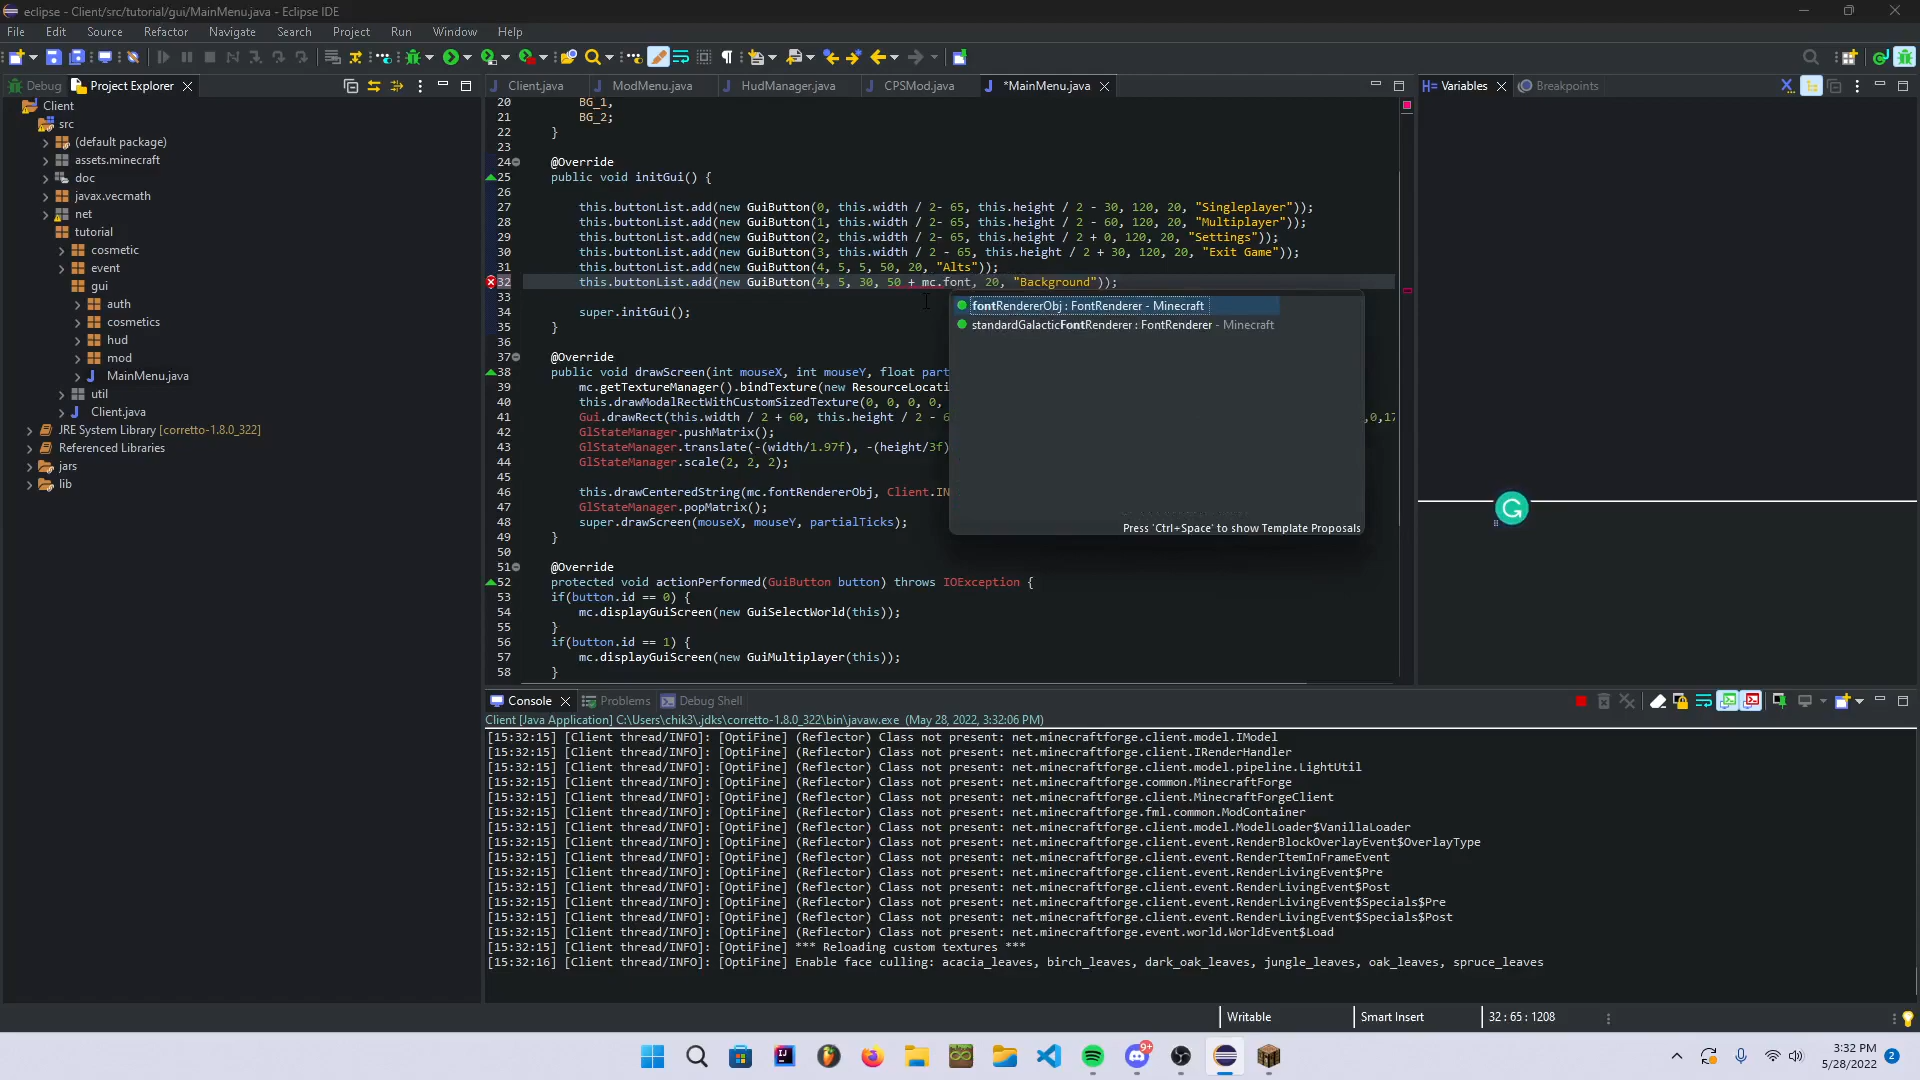 eclipse - Client/src/tutorial/gui/MainMenu.java - Eclipse IDE
File Edit Source Refactor Navigate Search Project Run Window Help
Debug Project Explorer
Client.java ModMenu.java HudManager.java CPSMod.java *MainMenu.java
Variables Breakpoints
Client
src
(default package)
assets.minecraft
doc
javax.vecmath
net
tutorial
cosmetic
event
gui
auth
cosmetics
hud
mod
MainMenu.java
util
Client.java
JRE System Library [corretto-1.8.0_322]
Referenced Libraries
jars
lib
20 BG_1,
21 BG_2;
22 }
23
24 @Override
25 public void initGui() {
26
27 this.buttonList.add(new GuiButton(0, this.width / 2- 65, this.height / 2 - 30, 120, 20, "Singleplayer"));
28 this.buttonList.add(new GuiButton(1, this.width / 2- 65, this.height / 2 - 60, 120, 20, "Multiplayer"));
29 this.buttonList.add(new GuiButton(2, this.width / 2- 65, this.height / 2 + 0, 120, 20, "Settings"));
30 this.buttonList.add(new GuiButton(3, this.width / 2 - 65, this.height / 2 + 30, 120, 20, "Exit Game"));
31 this.buttonList.add(new GuiButton(4, 5, 5, 50, 20, "Alts"));
32 this.buttonList.add(new GuiButton(4, 5, 30, 50 + mc.font, 20, "Background"));
33
34 super.initGui();
35 }
36
37 @Override
38 public void drawScreen(int mouseX, int mouseY, float part
39 mc.getTextureManager().bindTexture(new ResourceLocati
40 this.drawModalRectWithCustomSizedTexture(0, 0, 0, 0,
41 Gui.drawRect(this.width / 2 + 60, this.height / 2 - 6 ,0,17
42 GlStateManager.pushMatrix();
43 GlStateManager.translate(-(width/1.97f), -(height/3f)
44 GlStateManager.scale(2, 2, 2);
45
46 this.drawCenteredString(mc.fontRendererObj, Client.IN
47 GlStateManager.popMatrix();
48 super.drawScreen(mouseX, mouseY, partialTicks);
49 }
50
51 @Override
52 protected void actionPerformed(GuiButton button) throws IOException {
53 if(button.id == 0) {
54 mc.displayGuiScreen(new GuiSelectWorld(this));
55 }
56 if(button.id == 1) {
57 mc.displayGuiScreen(new GuiMultiplayer(this));
58 }
fontRendererObj : FontRenderer - Minecraft
standardGalacticFontRenderer : FontRenderer - Minecraft
Press 'Ctrl+Space' to show Template Proposals
Console Problems Debug Shell
Client [Java Application] C:\Users\chik3\.jdks\corretto-1.8.0_322\bin\javaw.exe (May 28, 2022, 3:32:06 PM)
[15:32:15] [Client thread/INFO]: [OptiFine] (Reflector) Class not present: net.minecraftforge.client.model.IModel
[15:32:15] [Client thread/INFO]: [OptiFine] (Reflector) Class not present: net.minecraftforge.client.IRenderHandler
[15:32:15] [Client thread/INFO]: [OptiFine] (Reflector) Class not present: net.minecraftforge.client.model.pipeline.LightUtil
[15:32:15] [Client thread/INFO]: [OptiFine] (Reflector) Class not present: net.minecraftforge.common.MinecraftForge
[15:32:15] [Client thread/INFO]: [OptiFine] (Reflector) Class not present: net.minecraftforge.client.MinecraftForgeClient
[15:32:15] [Client thread/INFO]: [OptiFine] (Reflector) Class not present: net.minecraftforge.fml.common.ModContainer
[15:32:15] [Client thread/INFO]: [OptiFine] (Reflector) Class not present: net.minecraftforge.client.model.ModelLoader$VanillaLoader
[15:32:15] [Client thread/INFO]: [OptiFine] (Reflector) Class not present: net.minecraftforge.client.event.RenderBlockOverlayEvent$OverlayType
[15:32:15] [Client thread/INFO]: [OptiFine] (Reflector) Class not present: net.minecraftforge.client.event.RenderItemInFrameEvent
[15:32:15] [Client thread/INFO]: [OptiFine] (Reflector) Class not present: net.minecraftforge.client.event.RenderLivingEvent$Pre
[15:32:15] [Client thread/INFO]: [OptiFine] (Reflector) Class not present: net.minecraftforge.client.event.RenderLivingEvent$Post
[15:32:15] [Client thread/INFO]: [OptiFine] (Reflector) Class not present: net.minecraftforge.client.event.RenderLivingEvent$Specials$Pre
[15:32:15] [Client thread/INFO]: [OptiFine] (Reflector) Class not present: net.minecraftforge.client.event.RenderLivingEvent$Specials$Post
[15:32:15] [Client thread/INFO]: [OptiFine] (Reflector) Class not present: net.minecraftforge.event.world.WorldEvent$Load
[15:32:15] [Client thread/INFO]: [OptiFine] *** Reloading custom textures ***
[15:32:16] [Client thread/INFO]: [OptiFine] Enable face culling: acacia_leaves, birch_leaves, dark_oak_leaves, jungle_leaves, oak_leaves, spruce_leaves
Writable Smart Insert 32 : 65 : 1208
9+
3:32 PM
5/28/2022
2